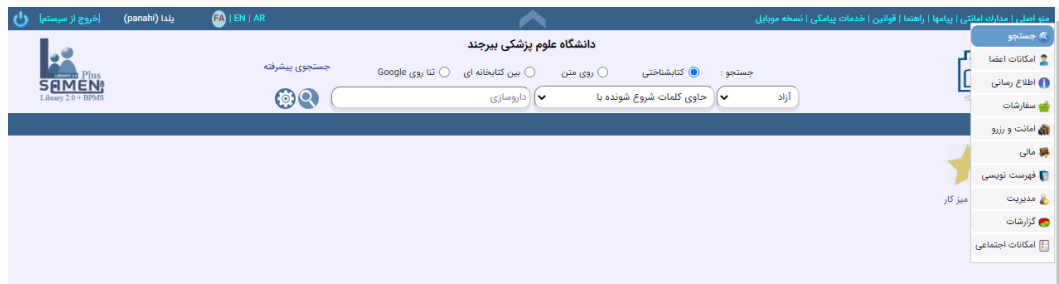 منو اصلی | مدارک امانتی | پیامها | راهنما | قوانین | خدمات پیامکی | نسخه موبایل
FA | EN | AR
یلدا (panahi)
[خروج از سیستم]
جستجو
امکانات اعضا
اطلاع رسانی
سفارشات
امانت و رزرو
مالی
فهرست نویسی
مدیریت
گزارشات
امکانات اجتماعی
دانشگاه علوم پزشکی بیرجند
جستجو : کتابشناختی روی متن بین کتابخانه ای ثنا روی Google
جستجوی پیشرفته
آزاد
حاوی کلمات شروع شونده با
داروسازی
Plus
SAMEN
Library 2.0 + BPMS
میز کار